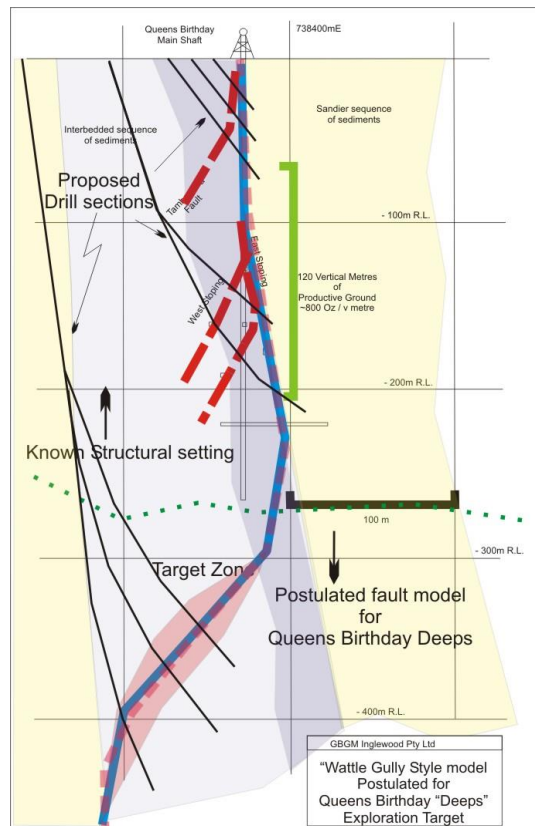 Queens Birthday
Main Shaft
738400mE
Interbedded sequence
of sediments
Sandier sequence
of sediments
Proposed
Drill sections
Fault
- 100m R.L.
East Stoping
West Stoping
120 Vertical Metres
of Productive Ground
~800 Oz / v metre
- 200m R.L.
Known Structural setting
100 m
- 300m R.L.
Target Zone
Postulated fault model
for
Queens Birthday Deeps
- 400m R.L.
GBGM Inglewood Pty Ltd
“Wattle Gully Style model
Postulated for
Queens Birthday “Deeps”
Exploration Target